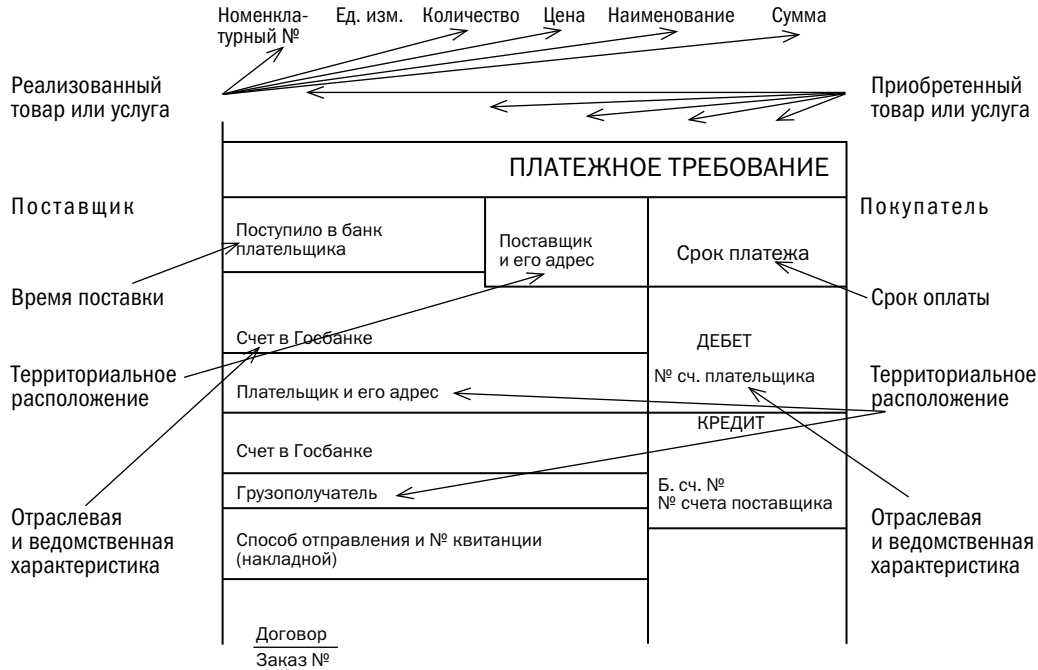 Номенкла-
турный №
Ед. изм.
Количество
Цена
Наименование
Сумма
Реализованный
товар или услуга
Приобретенный
товар или услуга
ПЛАТЕЖНОЕ ТРЕБОВАНИЕ
Поставщик
Покупатель
Поступило в банк
плательщика
Поставщик
и его адрес
Срок платежа
Время поставки
Срок оплаты
Счет в Госбанке
ДЕБЕТ
Территориальное
расположение
Плательщик и его адрес
№ сч. плательщика
Территориальное
расположение
КРЕДИТ
Счет в Госбанке
Грузополучатель
Б. сч. №
№ счета поставщика
Отраслевая
и ведомственная
характеристика
Способ отправления и № квитанции
(накладной)
Отраслевая
и ведомственная
характеристика
Договор
Заказ №